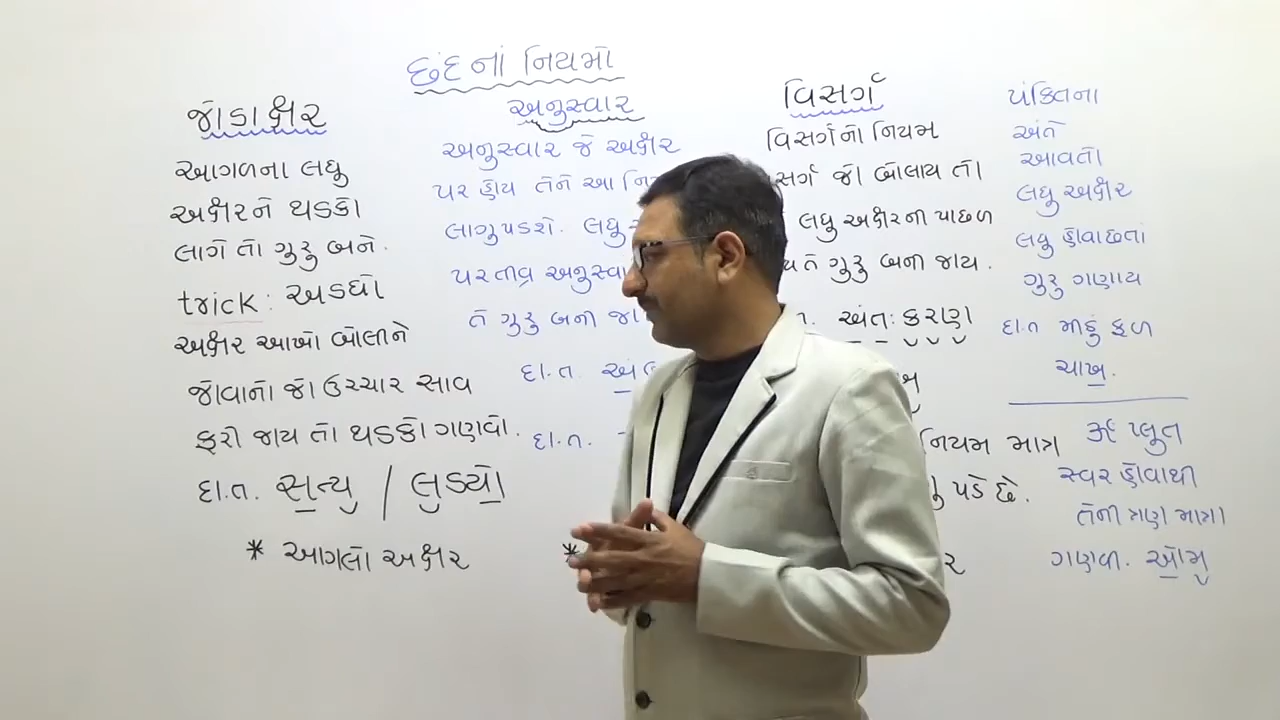 છંદનાં નિયમો
જોડાક્ષર
આગળના લઘુ
અક્ષરને થડકો
લાગે તો ગુરુ બને.
trick: અડધો
અક્ષર આખો બોલીને
જોવાનો જો ઉચ્ચાર સાવ
ફરી જાય તો થડકો ગણવો.
દા.ત. સત્યુ / લુડ્યો
* આગલો અક્ષર
અનુસ્વાર
અનુસ્વાર જે અક્ષર
પર હોય તેને આ
લાગુ પડશે. લઘુ
પર તીવ્ર
તે ગુરુ બની
દા.ત. અં
દા.ત.
*
વિસર્ગ
વિસર્ગનો નિયમ
જો બોલાય તો
લઘુ અક્ષરની પાછળ
તે ગુરુ બની જાય.
અંતઃકરણ
નિયમ માત્ર
પડે છે.
પંક્તિના
અંતે
આવતો
લઘુ અક્ષર
લઘુ હોવાછતાં
ગુરુ ગણાય
દા.ત મીઠું ફળ
ચાખ.
ૐ પ્લુત
સ્વર હોવાથી
તેની ત્રણ માત્રા
ગણવી. ઓમ્